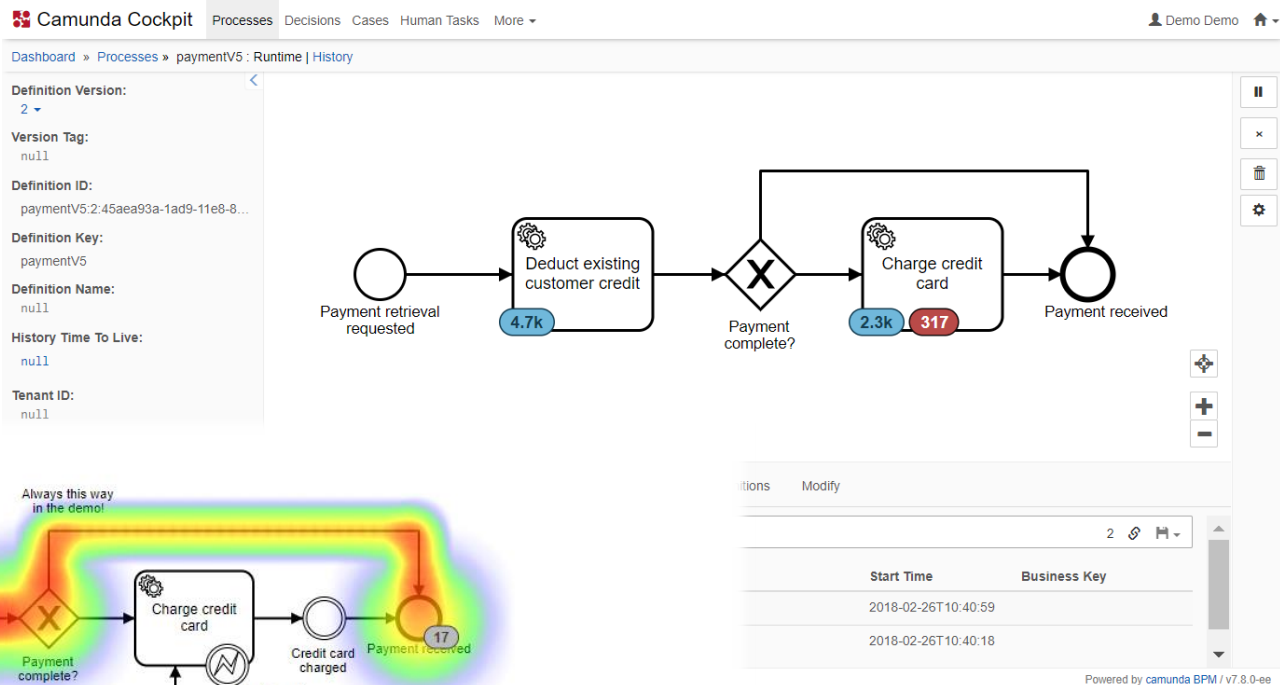 Camunda Cockpit Processes Decisions Cases Human Tasks More Demo Demo
Dashboard » Processes » paymentV5 : Runtime | History
Definition Version:
2
Version Tag:
null
Definition ID:
paymentV5:2:45aea93a-1ad9-11e8-8...
Definition Key:
paymentV5
Definition Name:
null
History Time To Live:
null
Tenant ID:
null
Payment retrieval
requested
Deduct existing
customer credit
4.7k
X
Payment
complete?
Charge credit
card
2.3k 317
Payment received
Always this way
in the demo!
X
Payment
complete?
Charge credit
card
Credit card
charged
17
Payment received
Modify
2
Start Time Business Key
2018-02-26T10:40:59
2018-02-26T10:40:18
Powered by camunda BPM / v7.8.0-ee